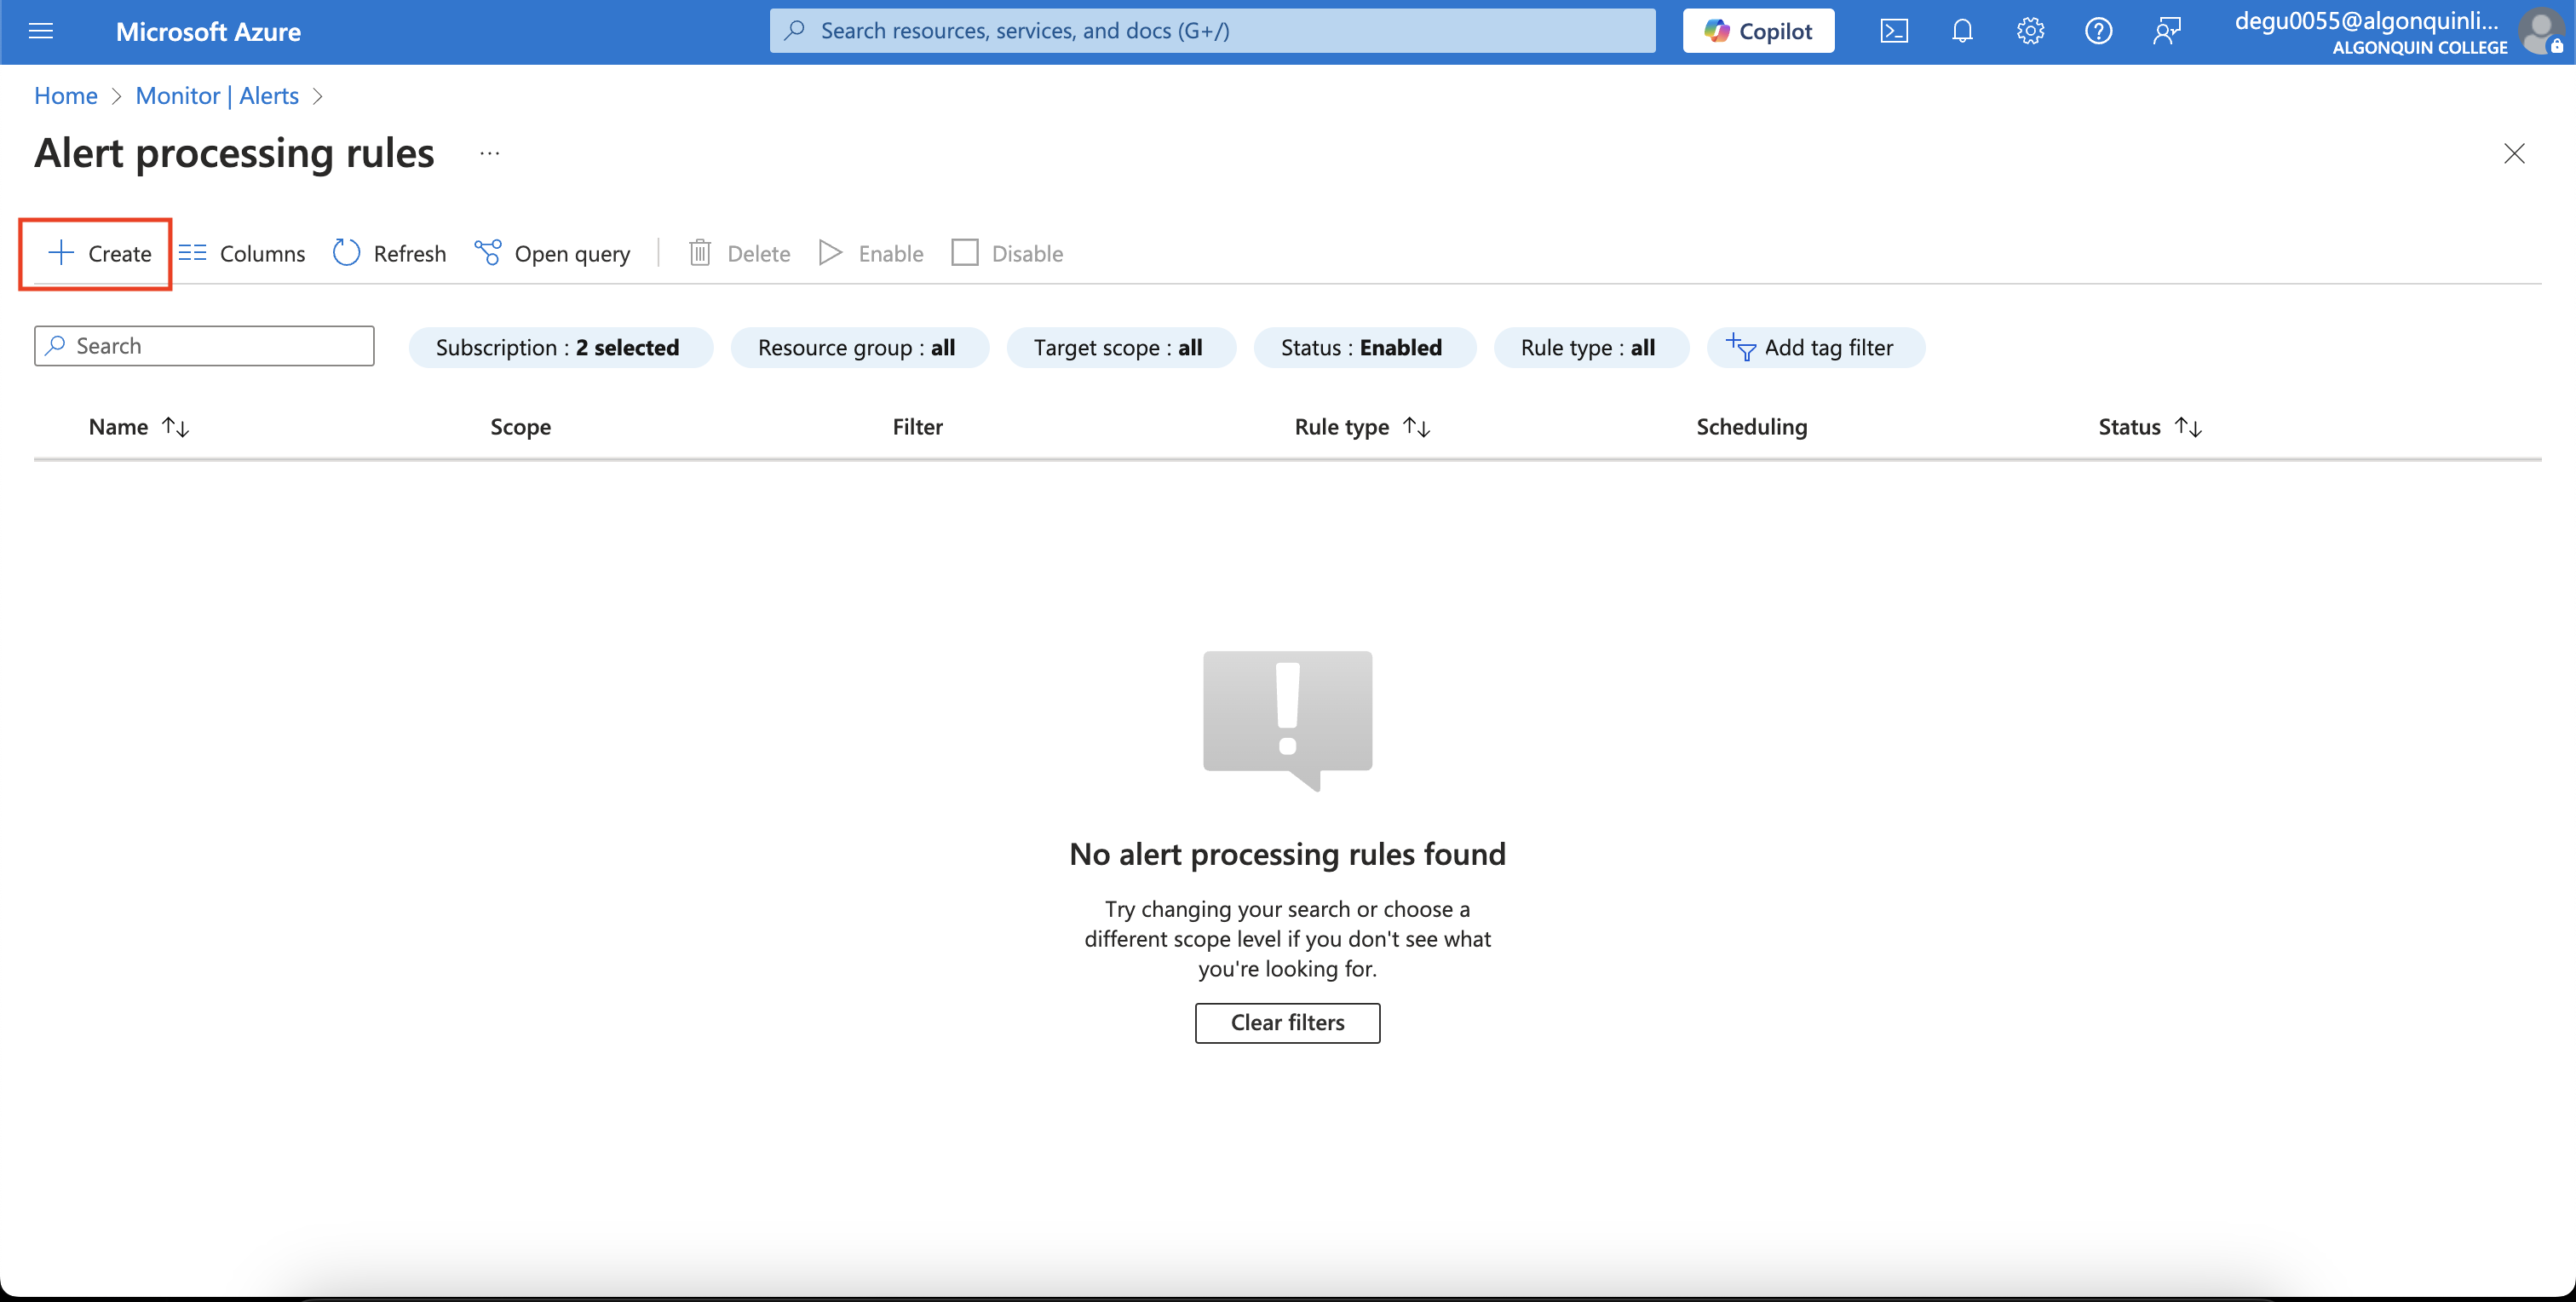 Microsoft Azure
Search resources, services, and docs (G+/)
Copilot
degu0055@algonquinli...
ALGONQUIN COLLEGE
Home > Monitor | Alerts >
Alert processing rules ...
Create Columns Refresh Open query Delete Enable Disable
Search Subscription : 2 selected Resource group : all Target scope : all Status : Enabled Rule type : all Add tag filter
Name ↑↓ Scope Filter Rule type ↑↓ Scheduling Status ↑↓
No alert processing rules found
Try changing your search or choose a
different scope level if you don't see what
you're looking for.
Clear filters